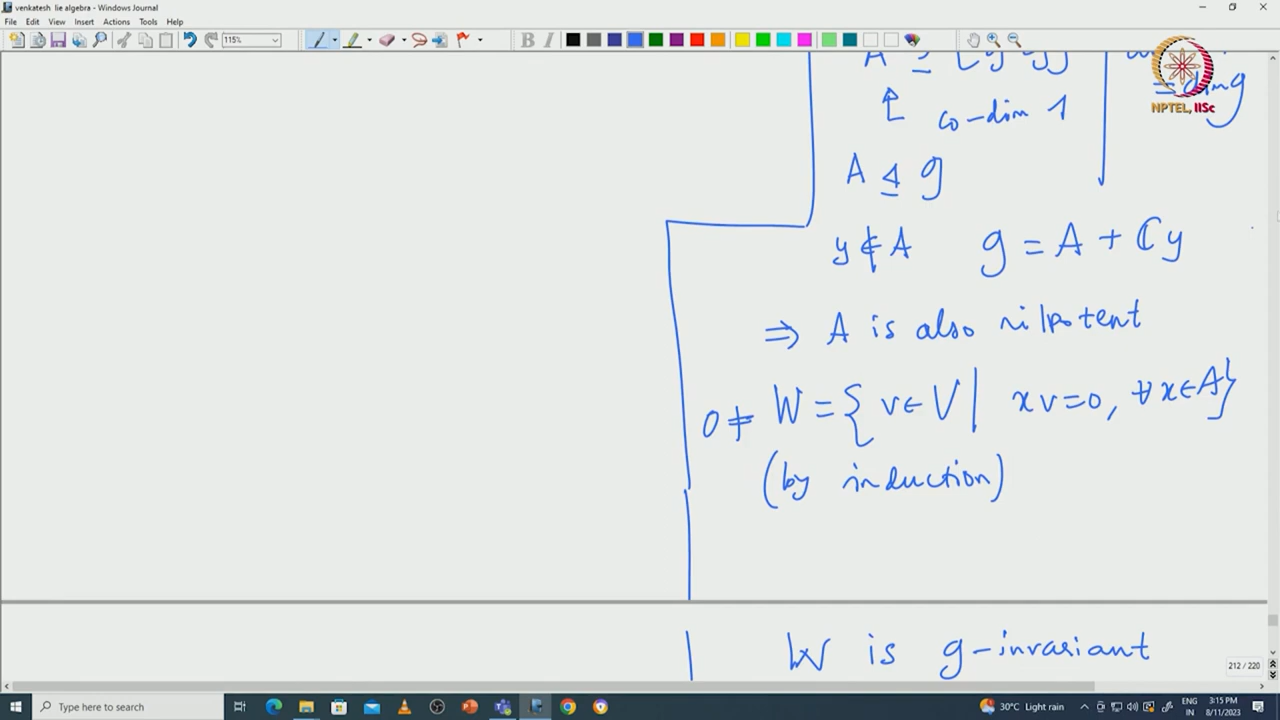 venkatesh lie algebra - Windows Journal
File Edit View Insert Actions Tools Help
115%
B I
A ⊇ [g g]
= dim g
co-dim 1
A ⊴ g
y ∉ A g = A + ℂy
⇒ A is also nilpotent
0 ≠ W = { v ∈ V | xv=0, ∀ x ∈ A}
(by induction)
W is g-invariant
NPTEL, IISc
212 / 220
Type here to search
30°C Light rain
ENG
IN
3:15 PM
8/11/2023